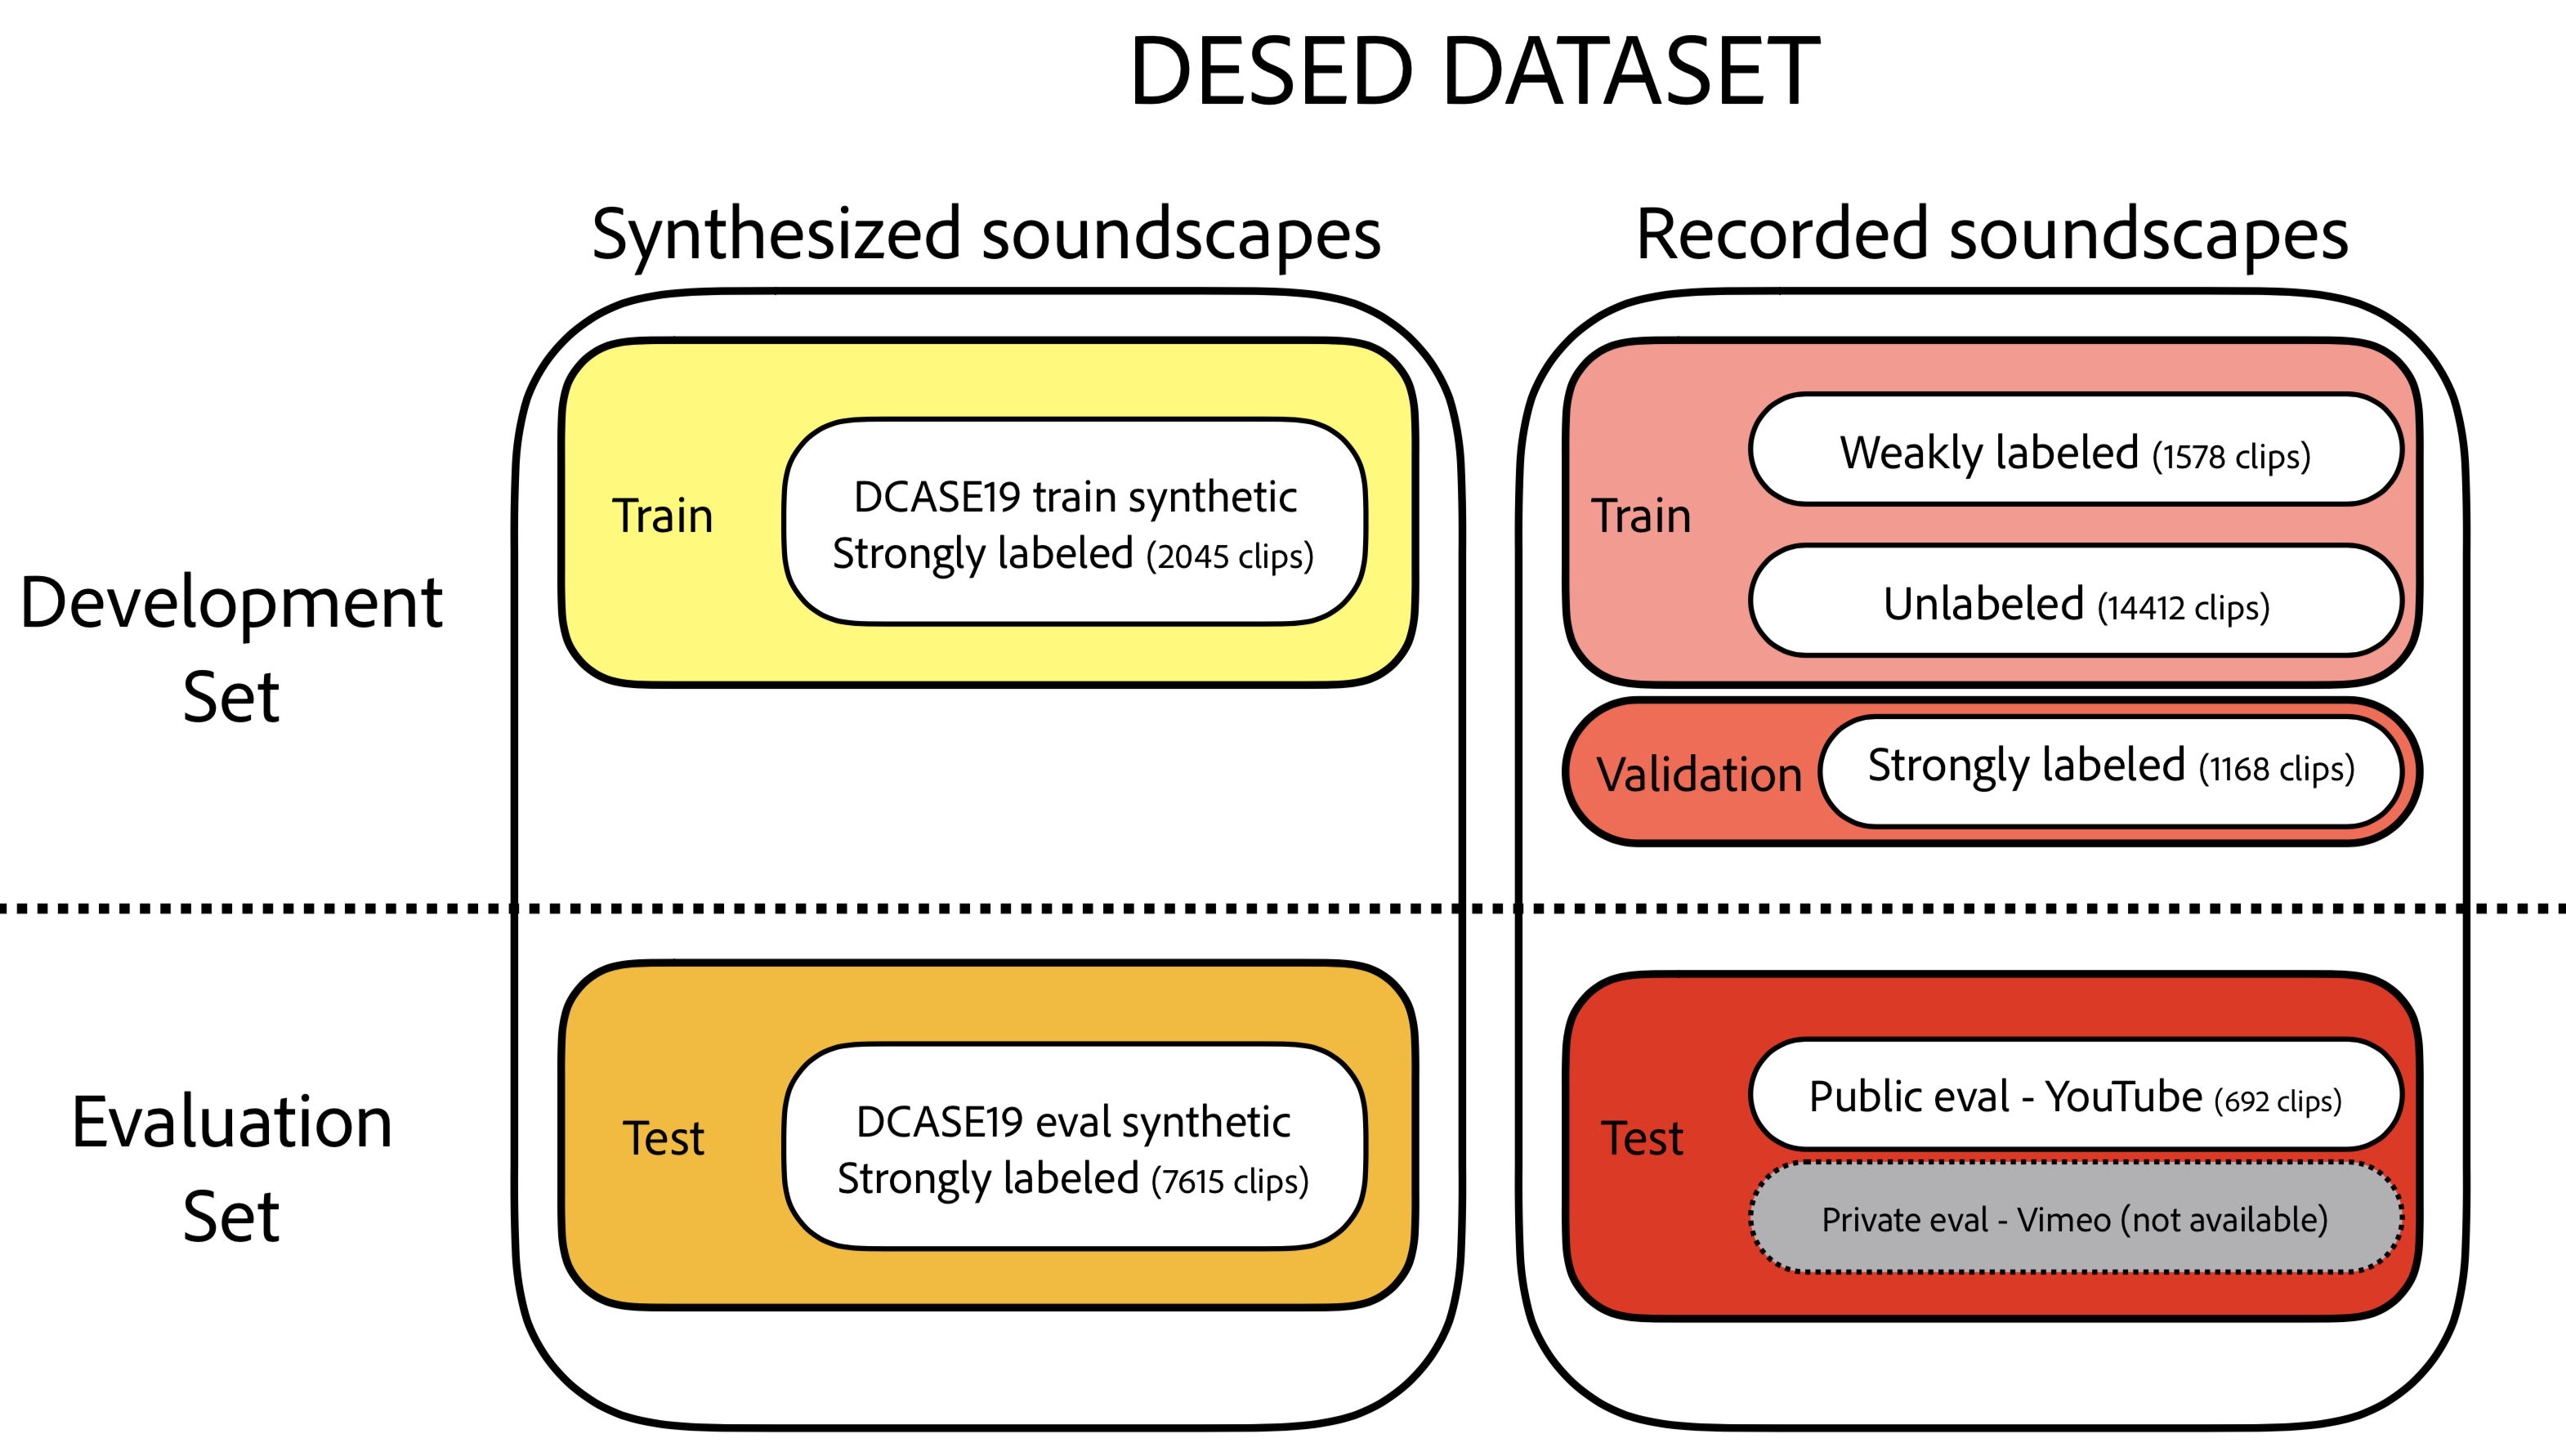 DESED DATASET
Synthesized soundscapes
Recorded soundscapes
Development
Set
Train
DCASE19 train synthetic
Strongly labeled (2045 clips)
Train
Weakly labeled (1578 clips)
Unlabeled (14412 clips)
Validation
Strongly labeled (1168 clips)
Evaluation
Set
Test
DCASE19 eval synthetic
Strongly labeled (7615 clips)
Test
Public eval - YouTube (692 clips)
Private eval - Vimeo (not available)